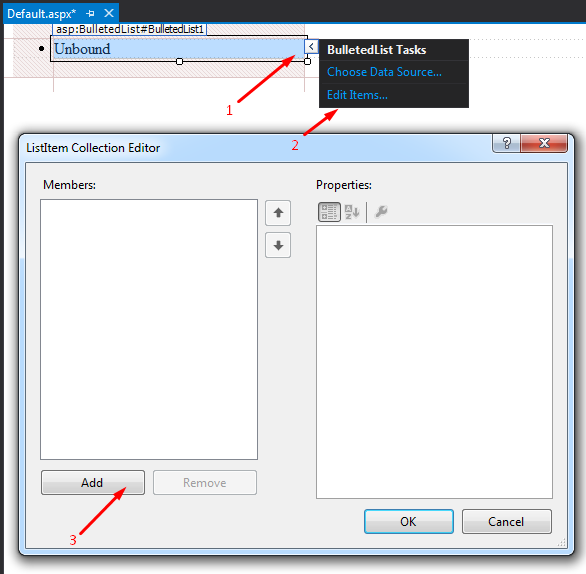 Default.aspx*
asp:BulletedList#BulletedList1
Unbound
BulletedList Tasks
Choose Data Source...
Edit Items...
1
2
ListItem Collection Editor
?
Members:
Properties:
A
Z
Add
Remove
3
OK
Cancel